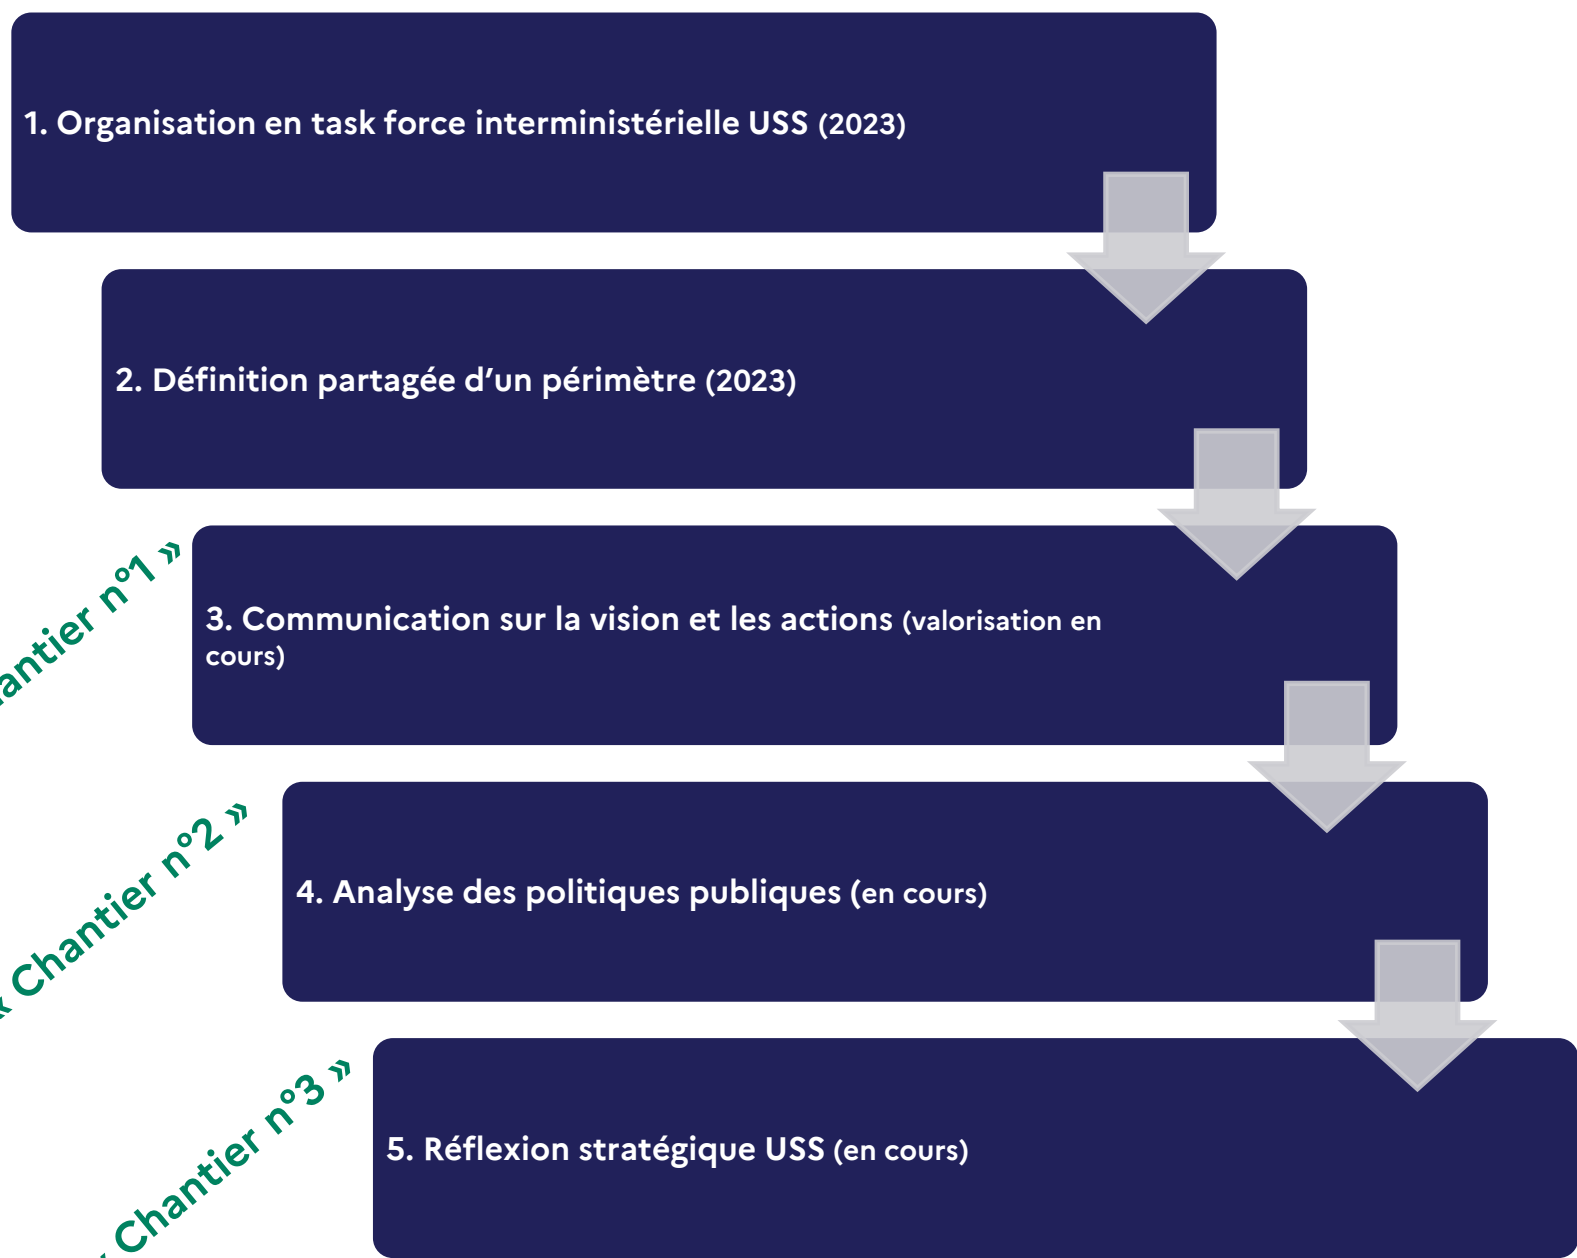 1. Organisation en task force interministérielle USS (2023)
2. Définition partagée d’un périmètre (2023)
n°1 »
3. Communication sur la vision et les actions (valorisation en
cours)
« Chantier n°2 »
4. Analyse des politiques publiques (en cours)
« Chantier n°3 »
5. Réflexion stratégique USS (en cours)